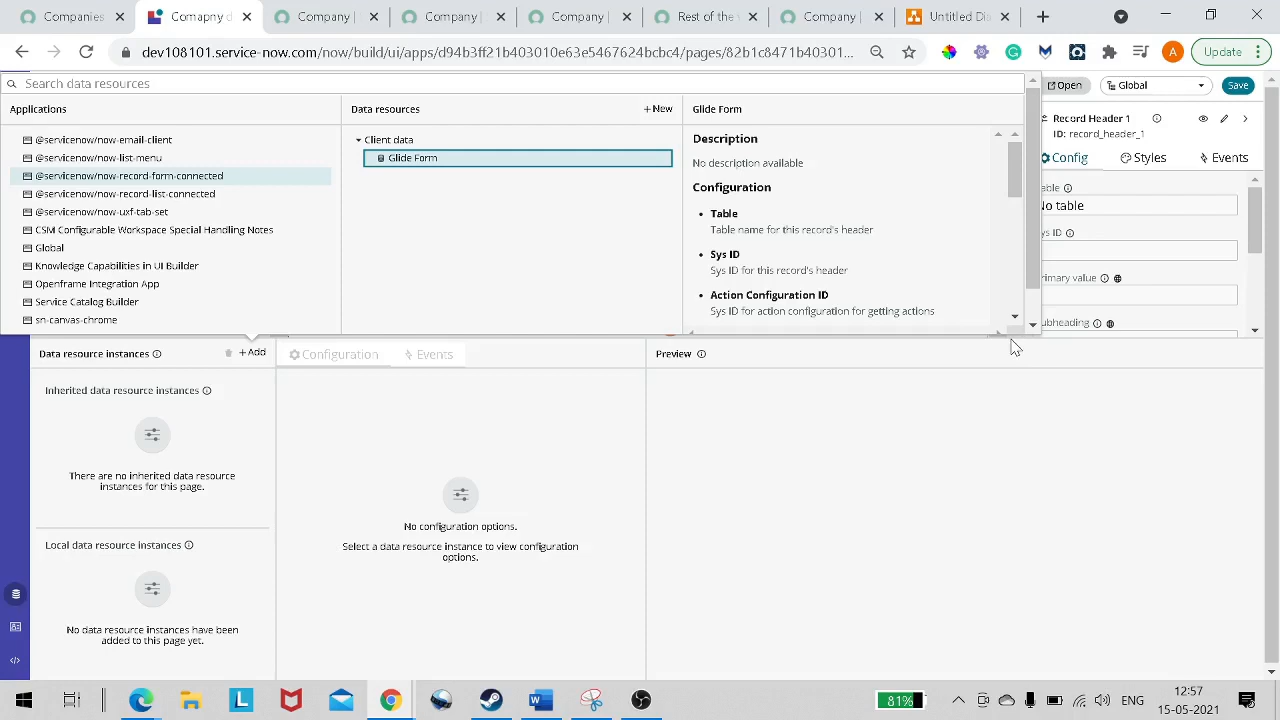 Company
Company d
Company
Company
Company
Rest of the
Company
Untitled Di
dev108101.service-now.com/now/build/ui/apps/d94b3ff21b403010e63e5467624bcbc4/pages/82b1c8471b40301...
A
Update
Search data resources
Open
Global
Save
Applications
Data resources
+New
Glide Form
Record Header 1
ID: record_header_1
Config
Styles
Events
@servicenow/now-email-client
@servicenow/now-list-menu
@servicenow/now-record-form-connected
@servicenow/now-record-list-connected
@servicenow/now-uxf-tab-set
CSM Configurable Workspace Special Handling Notes
Global
Knowledge Capabilities in UI Builder
Openframe Integration App
Service Catalog Builder
sn-canvas-chrome
Client data
Glide Form
Description
No description available
Configuration
• Table
Table name for this record's header
• Sys ID
Sys ID for this record's header
• Action Configuration ID
Sys ID for action configuration for getting actions
able
No table
ys ID
rimary value
ubheading
Data resource instances
+Add
Configuration
Events
Preview
Inherited data resource instances
There are no inherited data resource
instances for this page.
Local data resource instances
No data resource instances have been
added to this page yet.
No configuration options.
Select a data resource instance to view configuration
options.
81%
ENG
12:57
15-05-2021